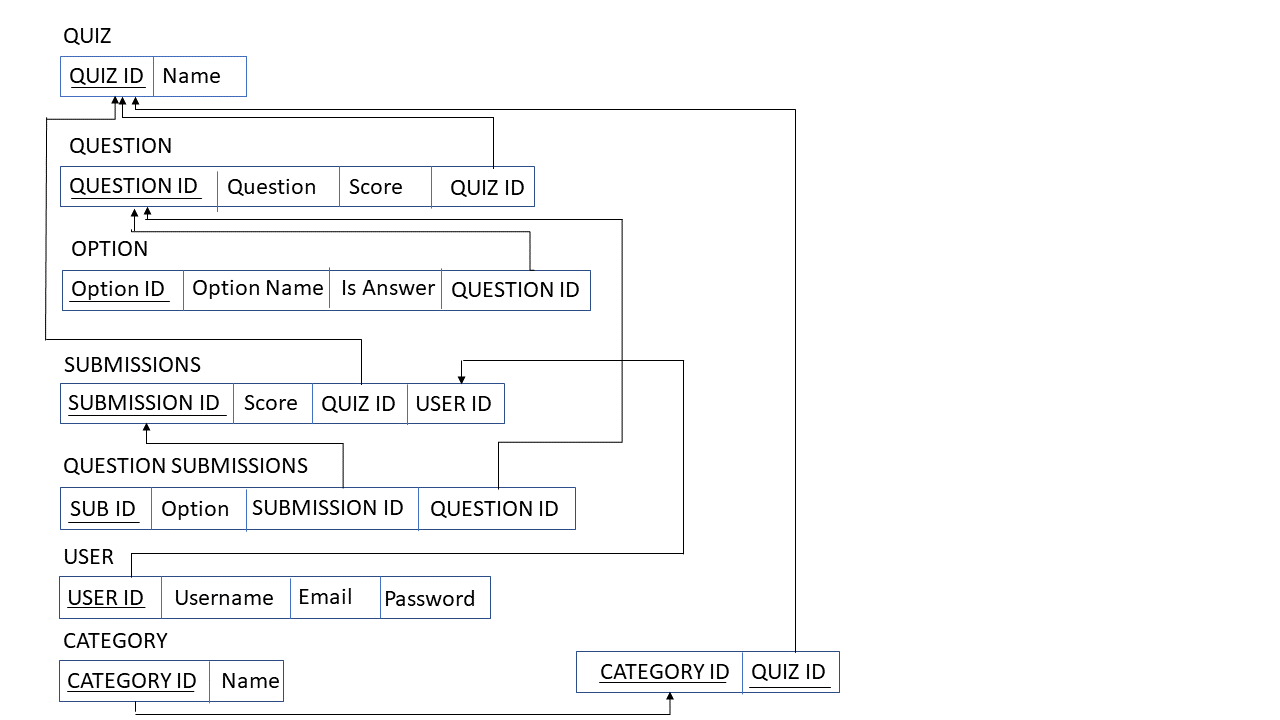 QUIZ
QUIZ ID Name
QUESTION
QUESTION ID Question Score QUIZ ID
OPTION
Option ID Option Name Is Answer QUESTION ID
SUBMISSIONS
SUBMISSION ID Score QUIZ ID USER ID
QUESTION SUBMISSIONS
SUB ID Option SUBMISSION ID QUESTION ID
USER
USER ID Username Email Password
CATEGORY
CATEGORY ID Name
CATEGORY ID QUIZ ID